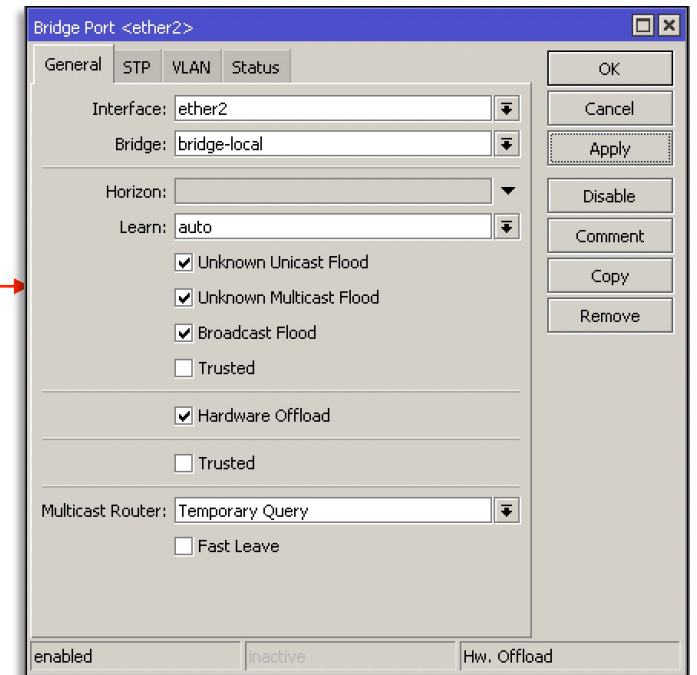 Bridge Port <ether2>
General STP VLAN Status
OK
Interface: ether2
Cancel
Bridge: bridge-local
Apply
Horizon:
Disable
Learn: auto
Comment
Unknown Unicast Flood
Copy
Unknown Multicast Flood
Remove
Broadcast Flood
Trusted
Hardware Offload
Trusted
Multicast Router: Temporary Query
Fast Leave
enabled inactive Hw. Offload